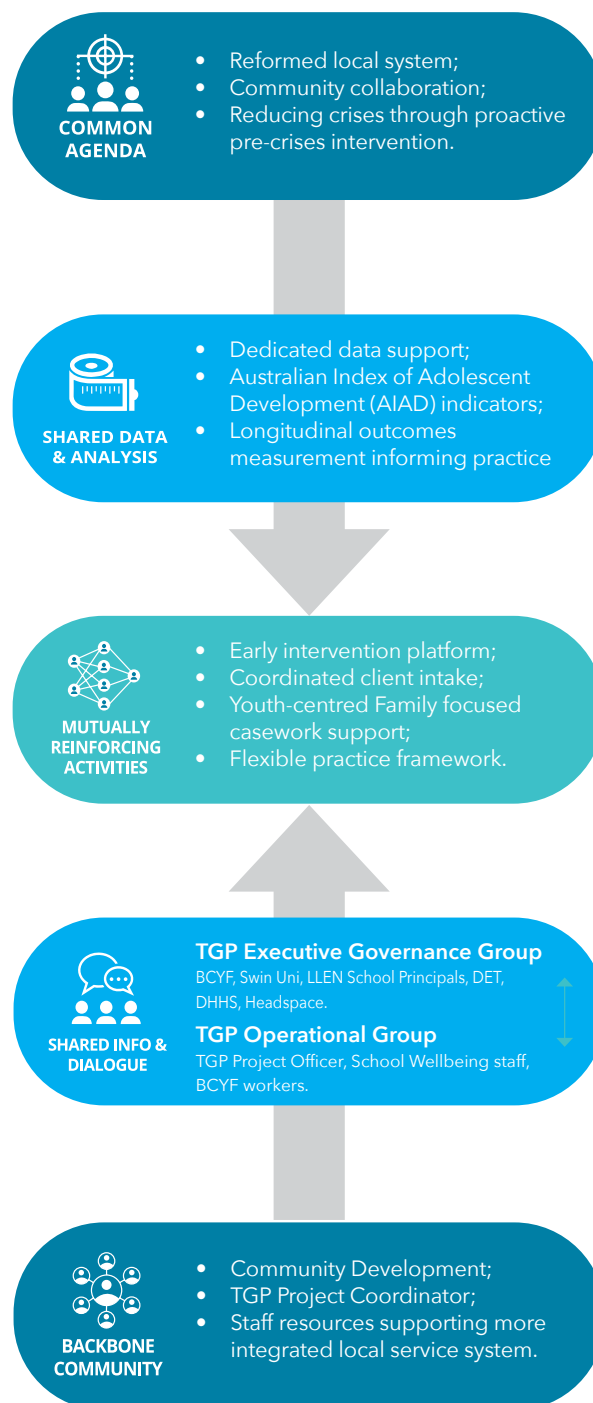 COMMON
AGENDA
• Reformed local system;
• Community collaboration;
• Reducing crises through proactive
pre-crises intervention.
SHARED DATA
& ANALYSIS
• Dedicated data support;
• Australian Index of Adolescent
Development (AIAD) indicators;
• Longitudinal outcomes
measurement informing practice
MUTUALLY
REINFORCING
ACTIVITIES
• Early intervention platform;
• Coordinated client intake;
• Youth-centred Family focused
casework support;
• Flexible practice framework.
SHARED INFO &
DIALOGUE
TGP Executive Governance Group
BCYF, Swin Uni, LLEN School Principals, DET,
DHHS, Headspace.
TGP Operational Group
TGP Project Officer, School Wellbeing staff,
BCYF workers.
BACKBONE
COMMUNITY
• Community Development;
• TGP Project Coordinator;
• Staff resources supporting more
integrated local service system.